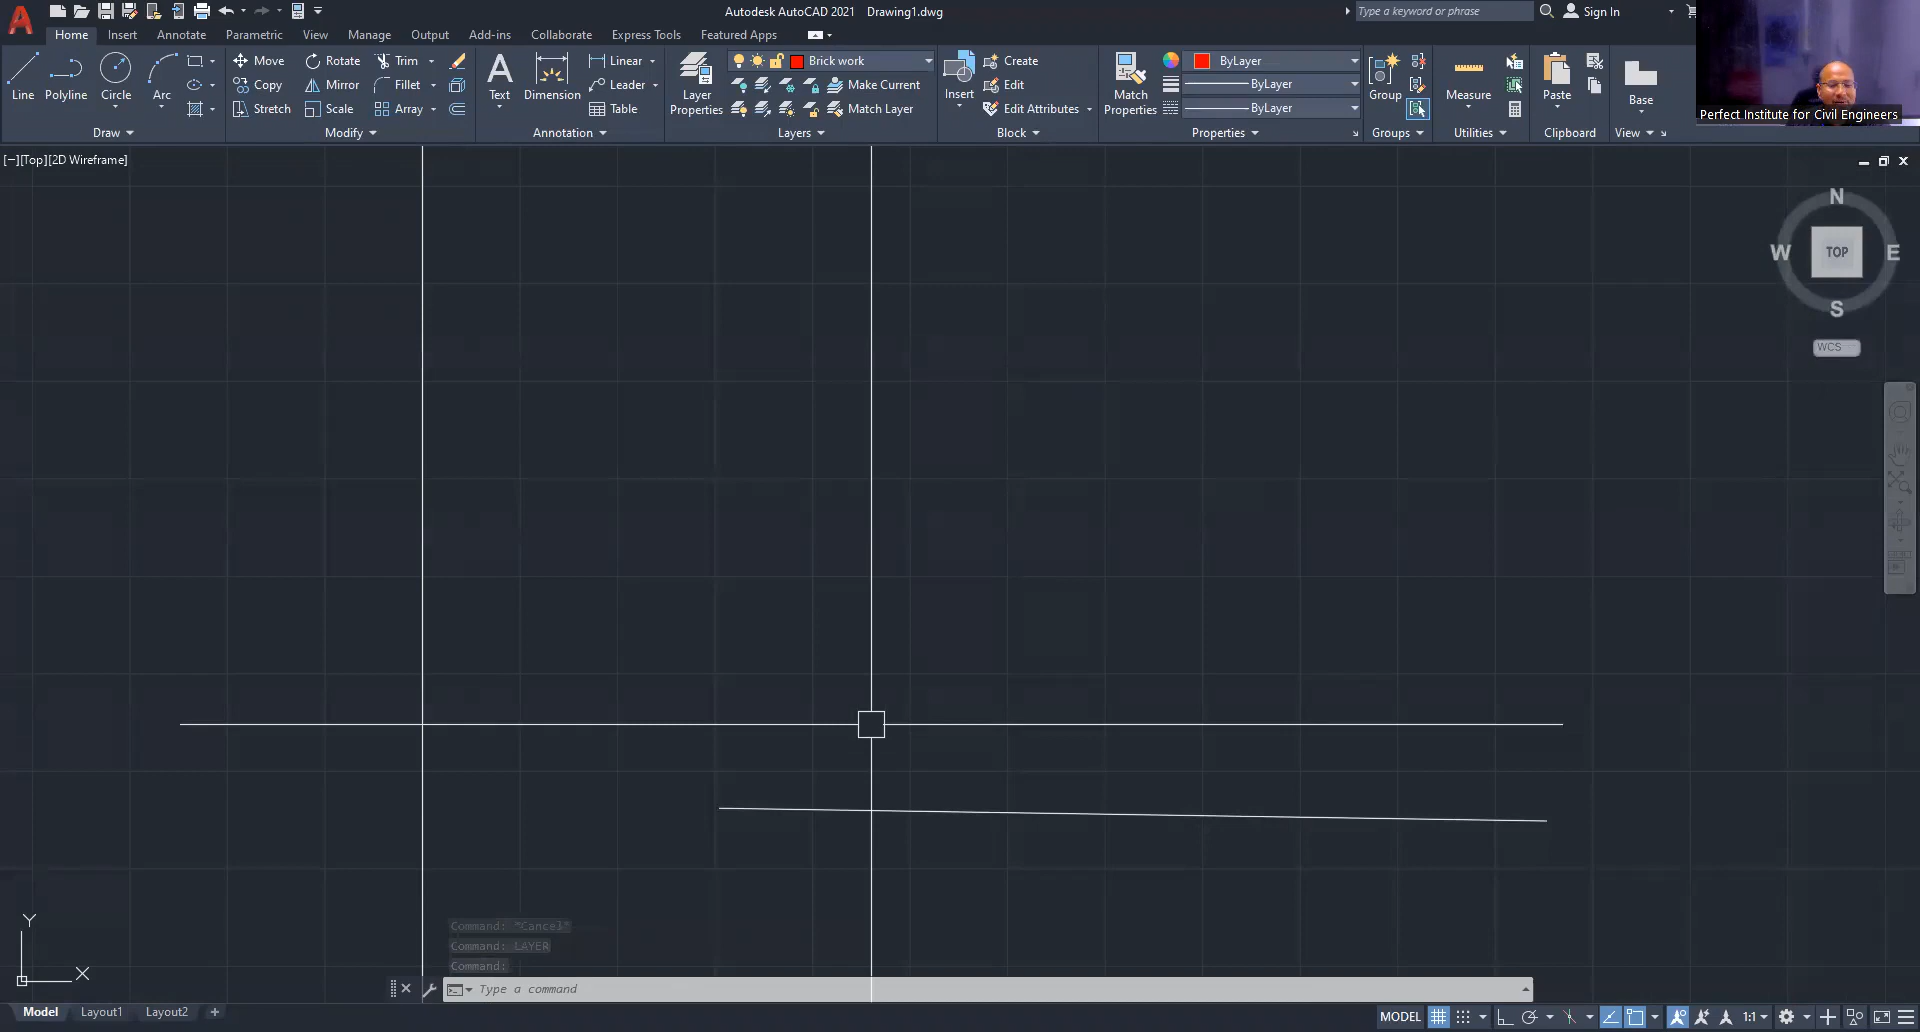 Autodesk AutoCAD 2021 Drawing1.dwg
Type a keyword or phrase
Sign In
Home Insert Annotate Parametric View Manage Output Add-ins Collaborate Express Tools Featured Apps
Line Polyline Circle Arc
Move Rotate Trim
Copy Mirror Fillet
Stretch Scale Array
Text Dimension
Linear
Leader
Table
Layer Properties
Brick work
Make Current
Match Layer
Insert
Create
Edit
Edit Attributes
Match Properties
ByLayer
ByLayer
ByLayer
Group
Measure
Paste
Base
Perfect Institute for Civil Engineers
Draw Modify Annotation Layers Block Properties Groups Utilities Clipboard View
[−][Top][2D Wireframe]
N
W TOP E
S
WCS
Y
X
Command: *Cancel*
Command: LAYER
Command:
Type a command
Model Layout1 Layout2 +
MODEL 1:1